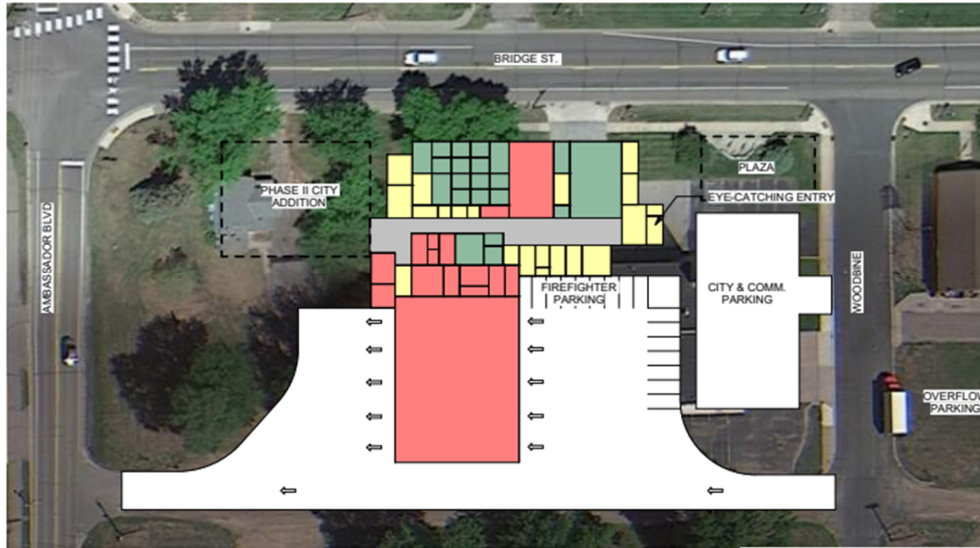 BRIDGE ST.
PLAZA
PHASE II CITY
ADDITION
EYE-CATCHING ENTRY
AMBASSADOR BLVD
WOODBINE
FIREFIGHTER
PARKING
CITY & COMM.
PARKING
OVERFLOW
PARKING